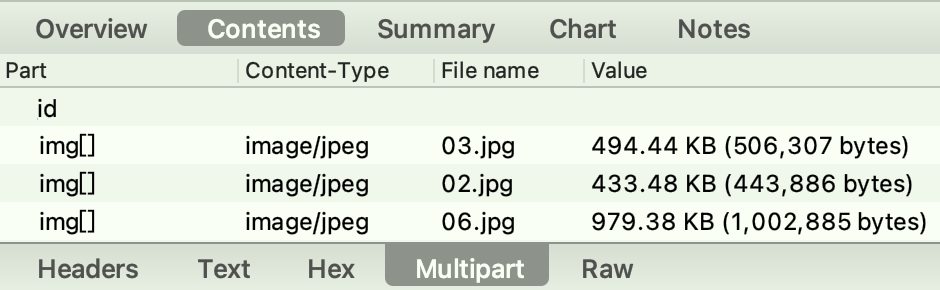 Overview Contents Summary Chart Notes
Part Content-Type File name Value
id
img[] image/jpeg 03.jpg 494.44 KB (506,307 bytes)
img[] image/jpeg 02.jpg 433.48 KB (443,886 bytes)
img[] image/jpeg 06.jpg 979.38 KB (1,002,885 bytes)
Headers Text Hex Multipart Raw